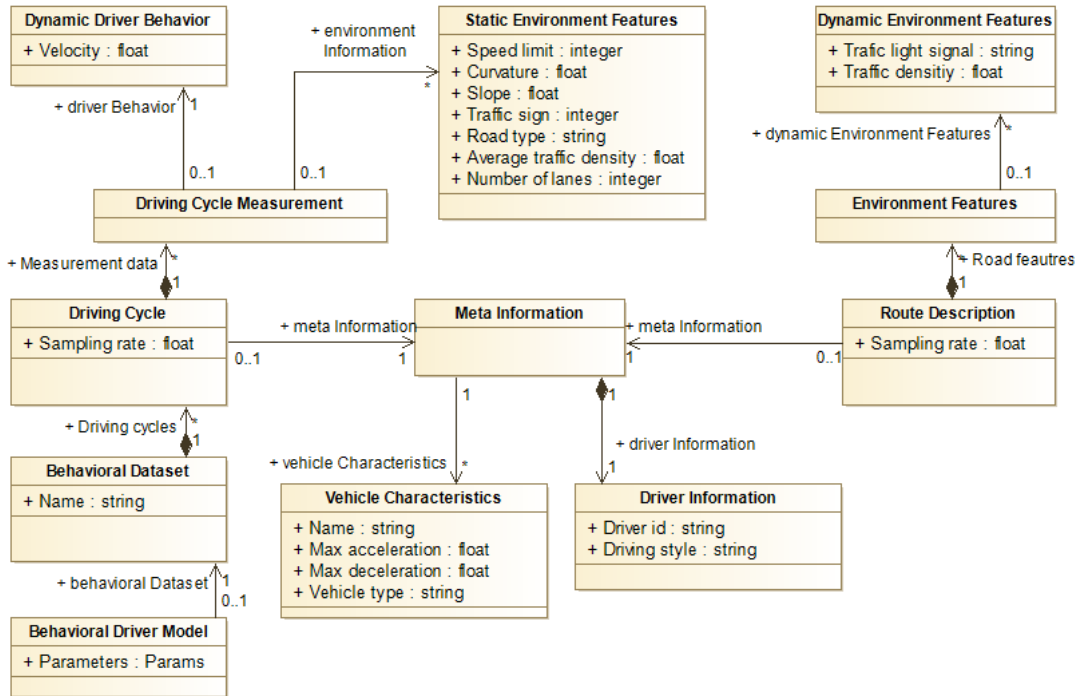 Dynamic Driver Behavior
+ Velocity : float
+ environment
Information
Static Environment Features
+ Speed limit : integer
+ Curvature : float
+ Slope : float
+ Traffic sign : integer
+ Road type : string
+ Average traffic density : float
+ Number of lanes : integer
Dynamic Environment Features
+ Trafic light signal : string
+ Traffic densitiy : float
+ driver Behavior
1
*
+ dynamic Environment Features
*
0..1
0..1
0..1
Driving Cycle Measurement
Environment Features
+ Measurement data
*
1
*
+ Road feautres
1
Driving Cycle
+ Sampling rate : float
+ meta Information
0..1
1
Meta Information
+ meta Information
1
0..1
Route Description
+ Sampling rate : float
1
1
+ Driving cycles
*
1
+ driver Information
+ vehicle Characteristics
*
1
Behavioral Dataset
+ Name : string
Vehicle Characteristics
+ Name : string
+ Max acceleration : float
+ Max deceleration : float
+ Vehicle type : string
Driver Information
+ Driver id : string
+ Driving style : string
+ behavioral Dataset
1
0..1
Behavioral Driver Model
+ Parameters : Params